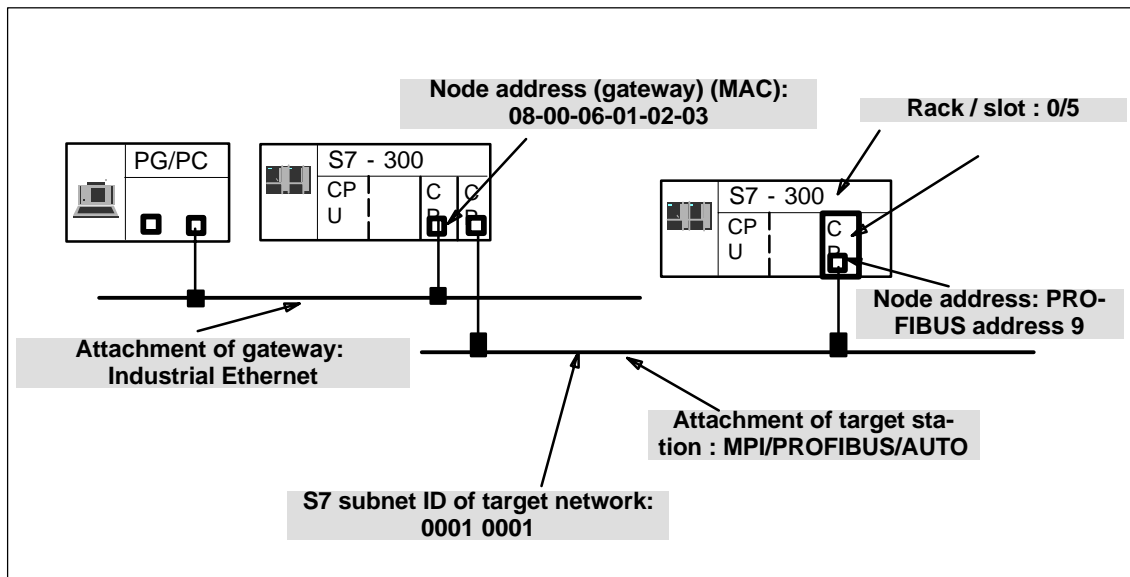 Node address (gateway) (MAC):
08-00-06-01-02-03
Rack / slot : 0/5
PG/PC
S7 - 300
CP
U
C
P
C
P
S7 - 300
CP
U
C
P
Node address: PRO-
FIBUS address 9
Attachment of gateway:
Industrial Ethernet
Attachment of target sta-
tion : MPI/PROFIBUS/AUTO
S7 subnet ID of target network:
0001 0001